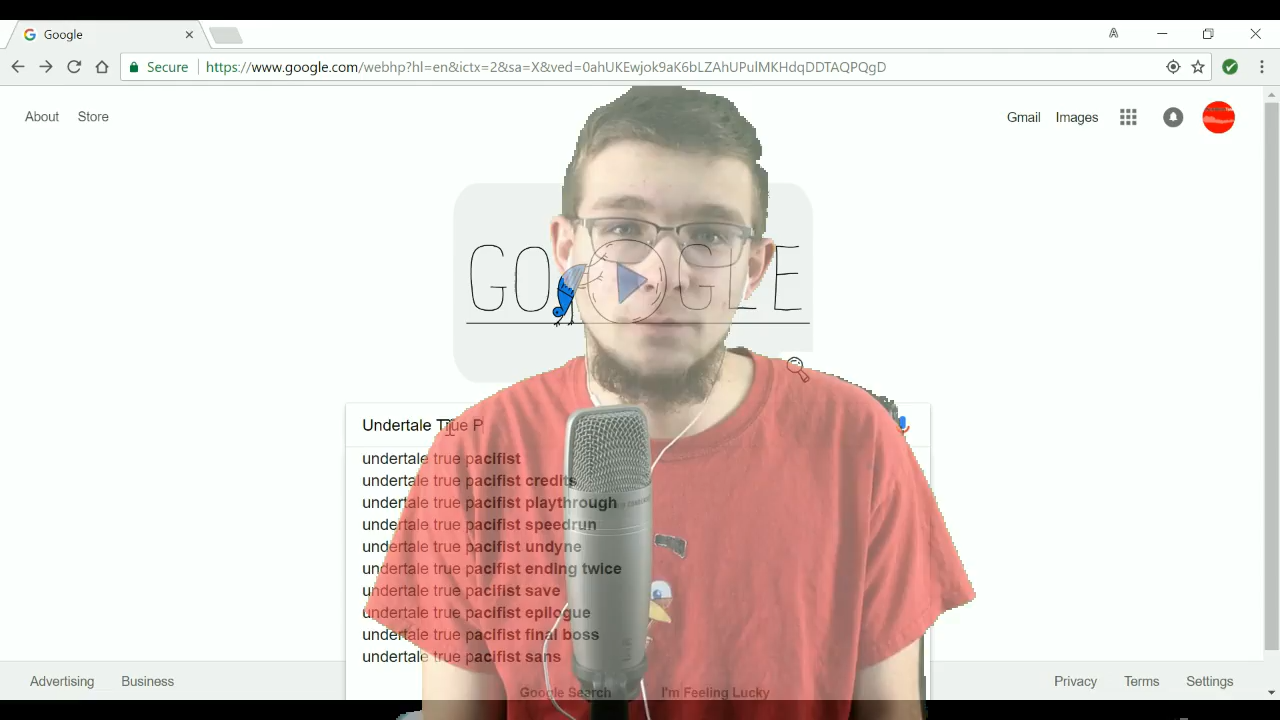 Google
Secure https://www.google.com/webhp?hl=en&ictx=2&sa=X&ved=0ahUKEwjok9aK6bLZAhUPulMKHdqDDTAQPQgD
About Store Gmail Images
GO GLE
Undertale True P
undertale true pacifist
undertale true pacifist credits
undertale true pacifist playthrough
undertale true pacifist speedrun
undertale true pacifist undyne
undertale true pacifist ending twice
undertale true pacifist save
undertale true pacifist epilogue
undertale true pacifist final boss
undertale true pacifist sans
Google Search I'm Feeling Lucky
Advertising Business Privacy Terms Settings